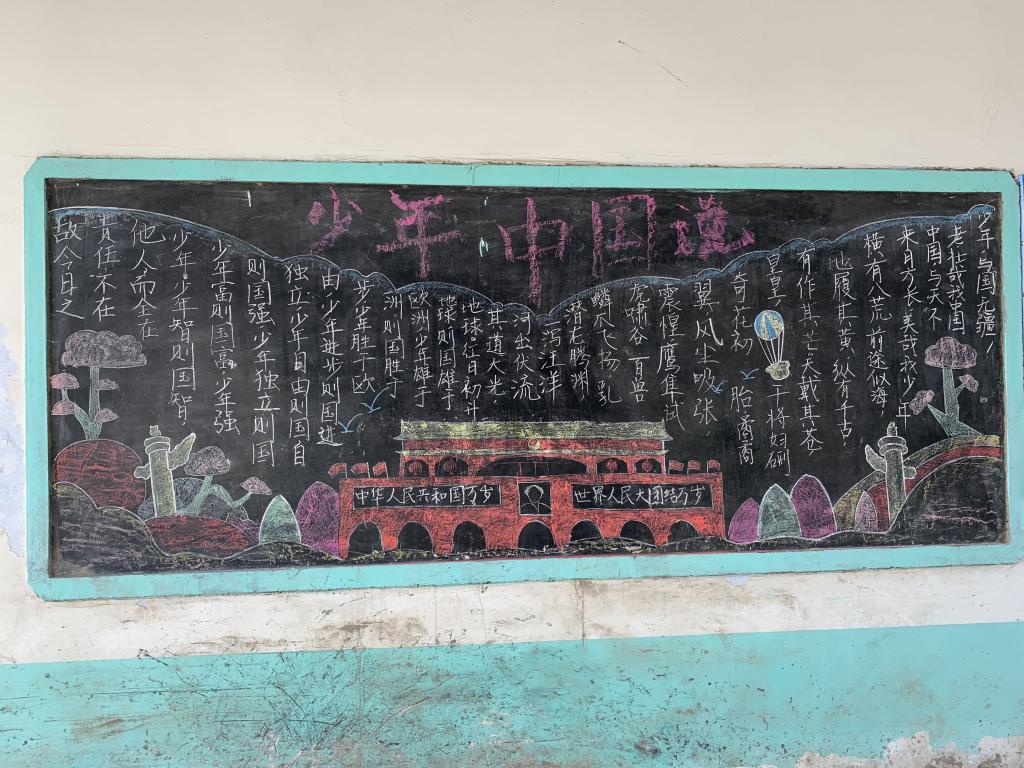 少年中国说
故今日之
责任不在
他人而全在
少年。少年智则国智,
少年富则国富,少年强
则国强少年独立则国
独立少年自由则国自
由少年进步则国进
步少年胜于欧
洲则国胜于
欧洲少年雄于
地球则国雄于
地球。红日初升
其道大光
河出伏流
一泻汪洋
潜龙腾渊
鳞爪飞扬 乳
虎啸谷 百兽
震惶鹰隼试
翼风尘吸张
奇花初 胎矞矞
皇皇 干将发硎
有作其芒天戴其苍
地履其黄,纵有千古
横有八荒 前途似海,
来日方长美哉我少年
中国与天不
老壮哉我国
少年与国无疆!
中华人民共和国万岁
世界人民大团结万岁